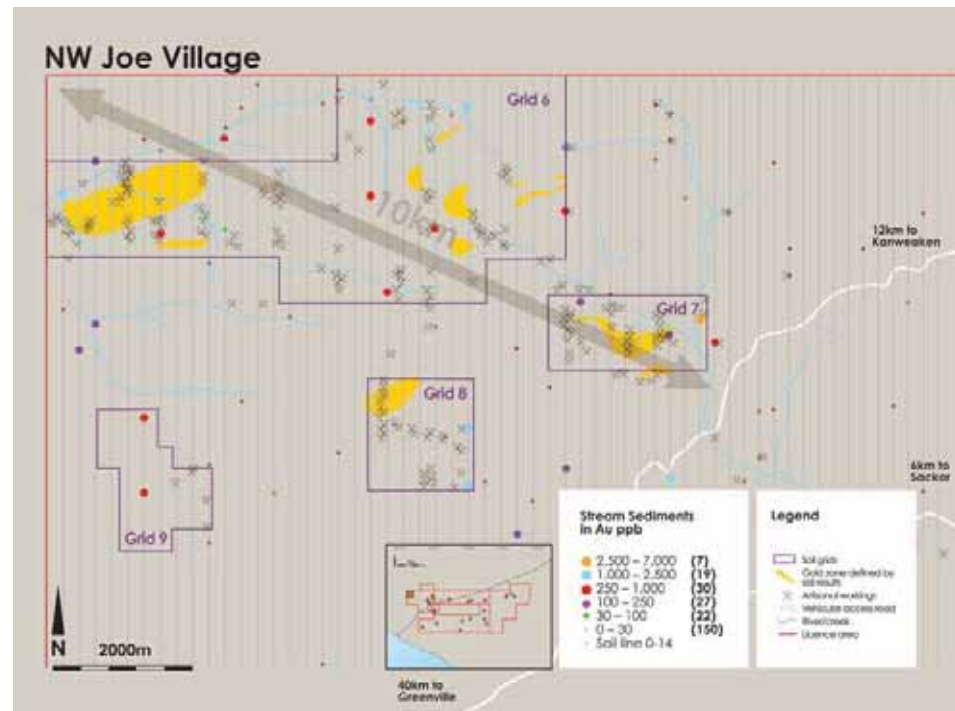 NW Joe Village
Grid 6
10km
12km to
Kanweaken
Grid 7
Grid 8
6km to
Sackor
Grid 9
Stream Sediments
in Au ppb
2,500 – 7,000 (7)
1,000 – 2,500 (19)
250 – 1,000 (30)
100 – 250 (27)
30 – 100 (22)
0 – 30 (150)
Soil line 0-14
Legend
Soil grids
Gold zone defined by
soil results
Artisanal workings
Vehicular access road
River/creek
Licence area
N
2000m
40km to
Greenville